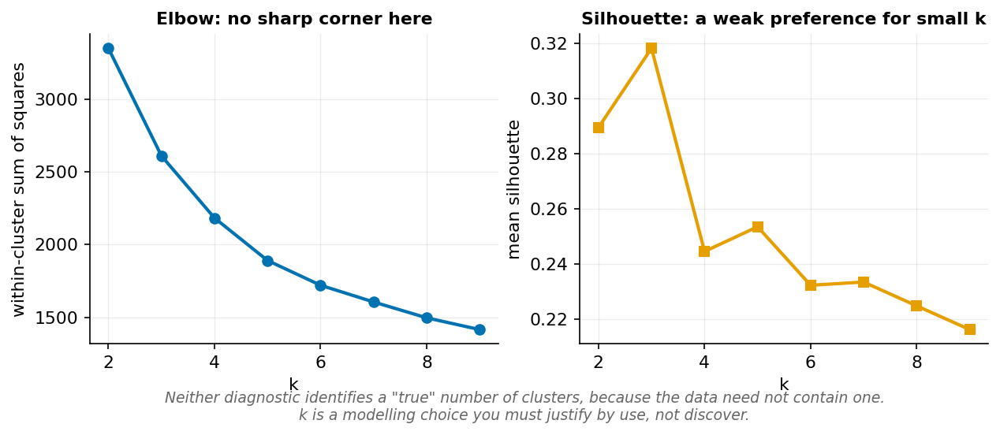 Elbow: no sharp corner here
within-cluster sum of squares
3000
2500
2000
1500
2
4
6
8
k
Silhouette: a weak preference for small k
mean silhouette
0.32
0.30
0.28
0.26
0.24
0.22
2
4
6
8
k
Neither diagnostic identifies a "true" number of clusters, because the data need not contain one.
k is a modelling choice you must justify by use, not discover.